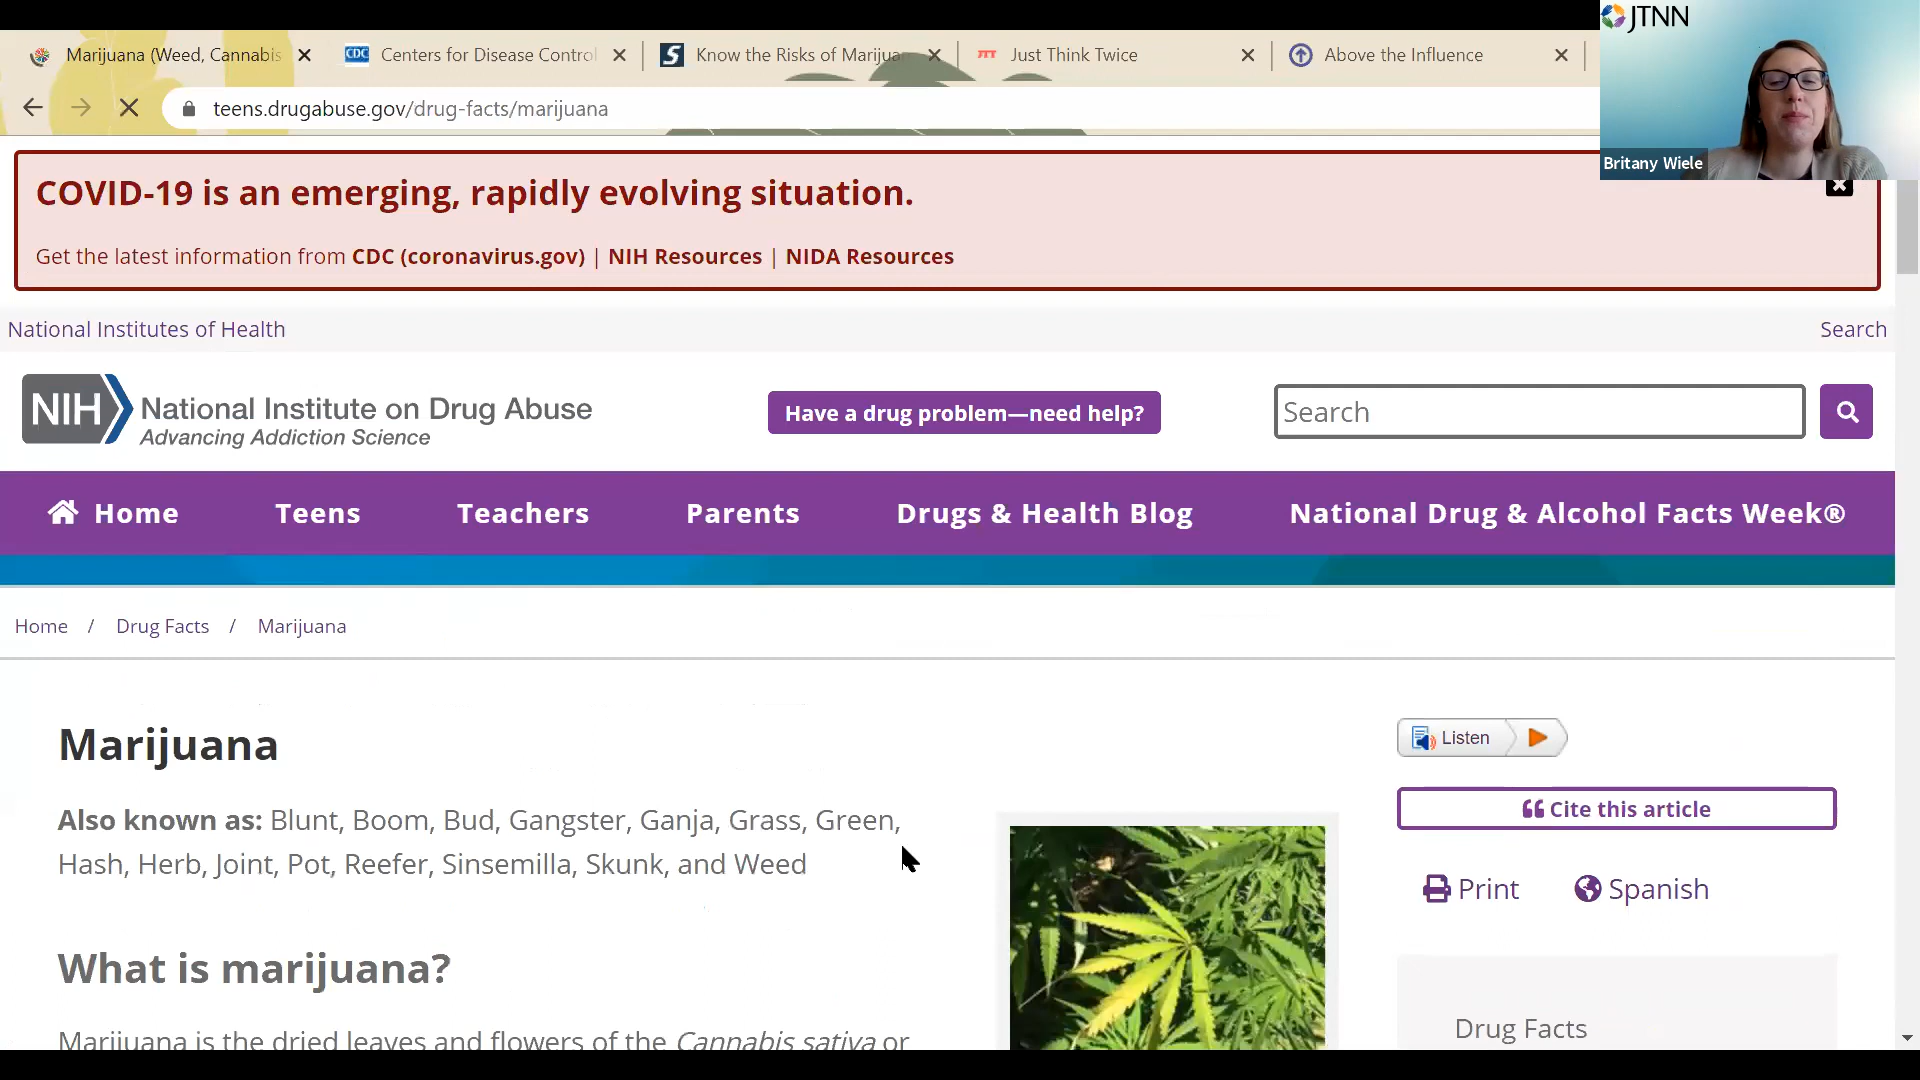 JTNN
Marijuana (Weed, Cannabis
CDC
Centers for Disease Control
S
Know the Risks of Marijua
JTT
Just Think Twice
Above the Influence
teens.drugabuse.gov/drug-facts/marijuana
Britany Wiele
COVID-19 is an emerging, rapidly evolving situation.
Get the latest information from CDC (coronavirus.gov) | NIH Resources | NIDA Resources
National Institutes of Health
Search
NIH National Institute on Drug Abuse
Advancing Addiction Science
Have a drug problem—need help?
Search
Home
Teens
Teachers
Parents
Drugs & Health Blog
National Drug & Alcohol Facts Week®
Home / Drug Facts / Marijuana
Marijuana
Listen
Also known as: Blunt, Boom, Bud, Gangster, Ganja, Grass, Green,
Hash, Herb, Joint, Pot, Reefer, Sinsemilla, Skunk, and Weed
Cite this article
Print
Spanish
What is marijuana?
Marijuana is the dried leaves and flowers of the Cannabis sativa or
Drug Facts